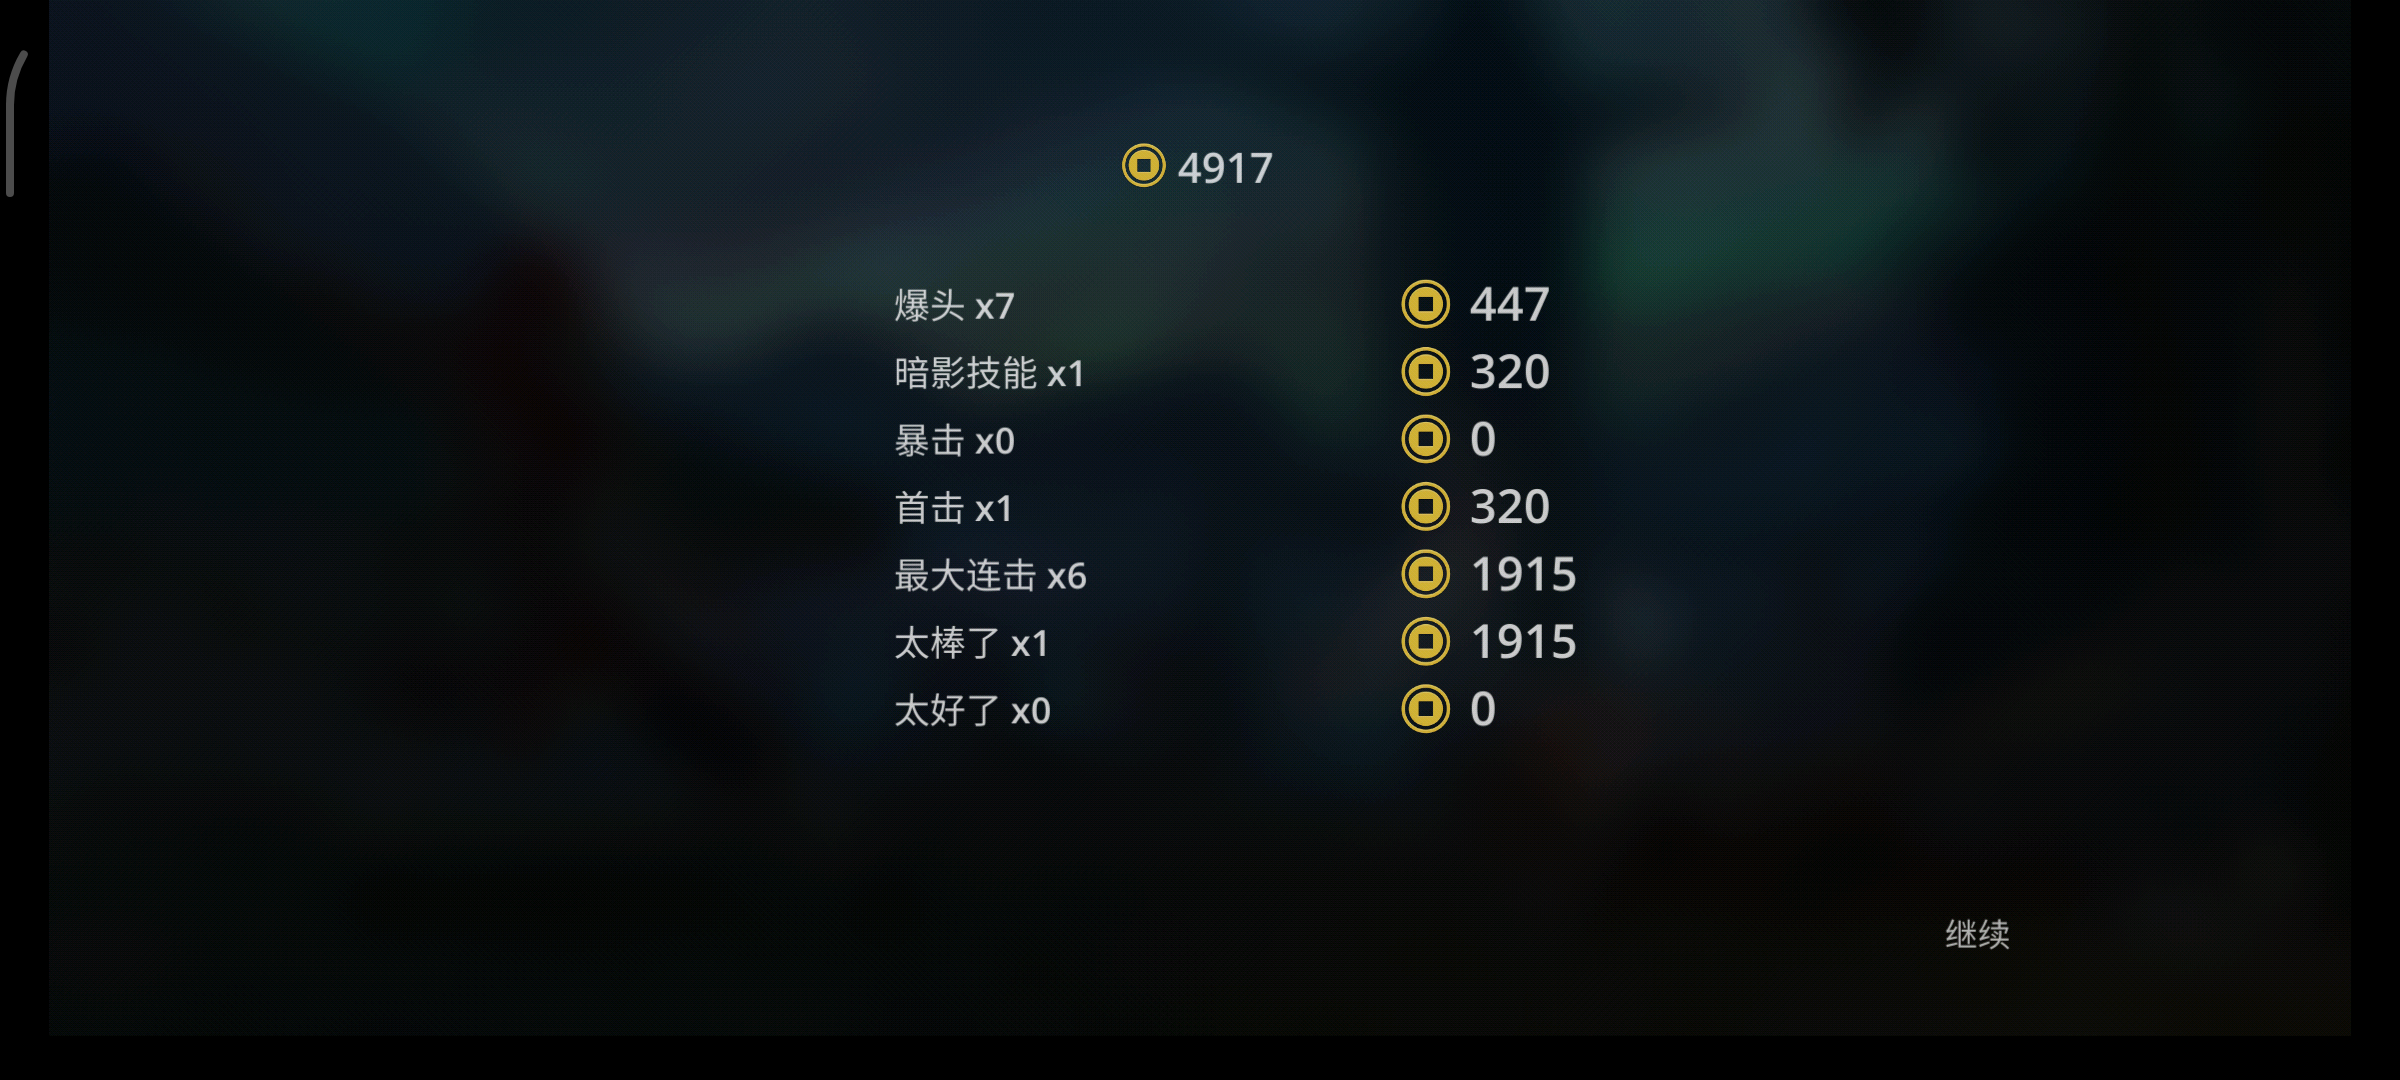 4917
爆头 x7 447
暗影技能 x1 320
暴击 x0 0
首击 x1 320
最大连击 x6 1915
太棒了 x1 1915
太好了 x0 0
继续